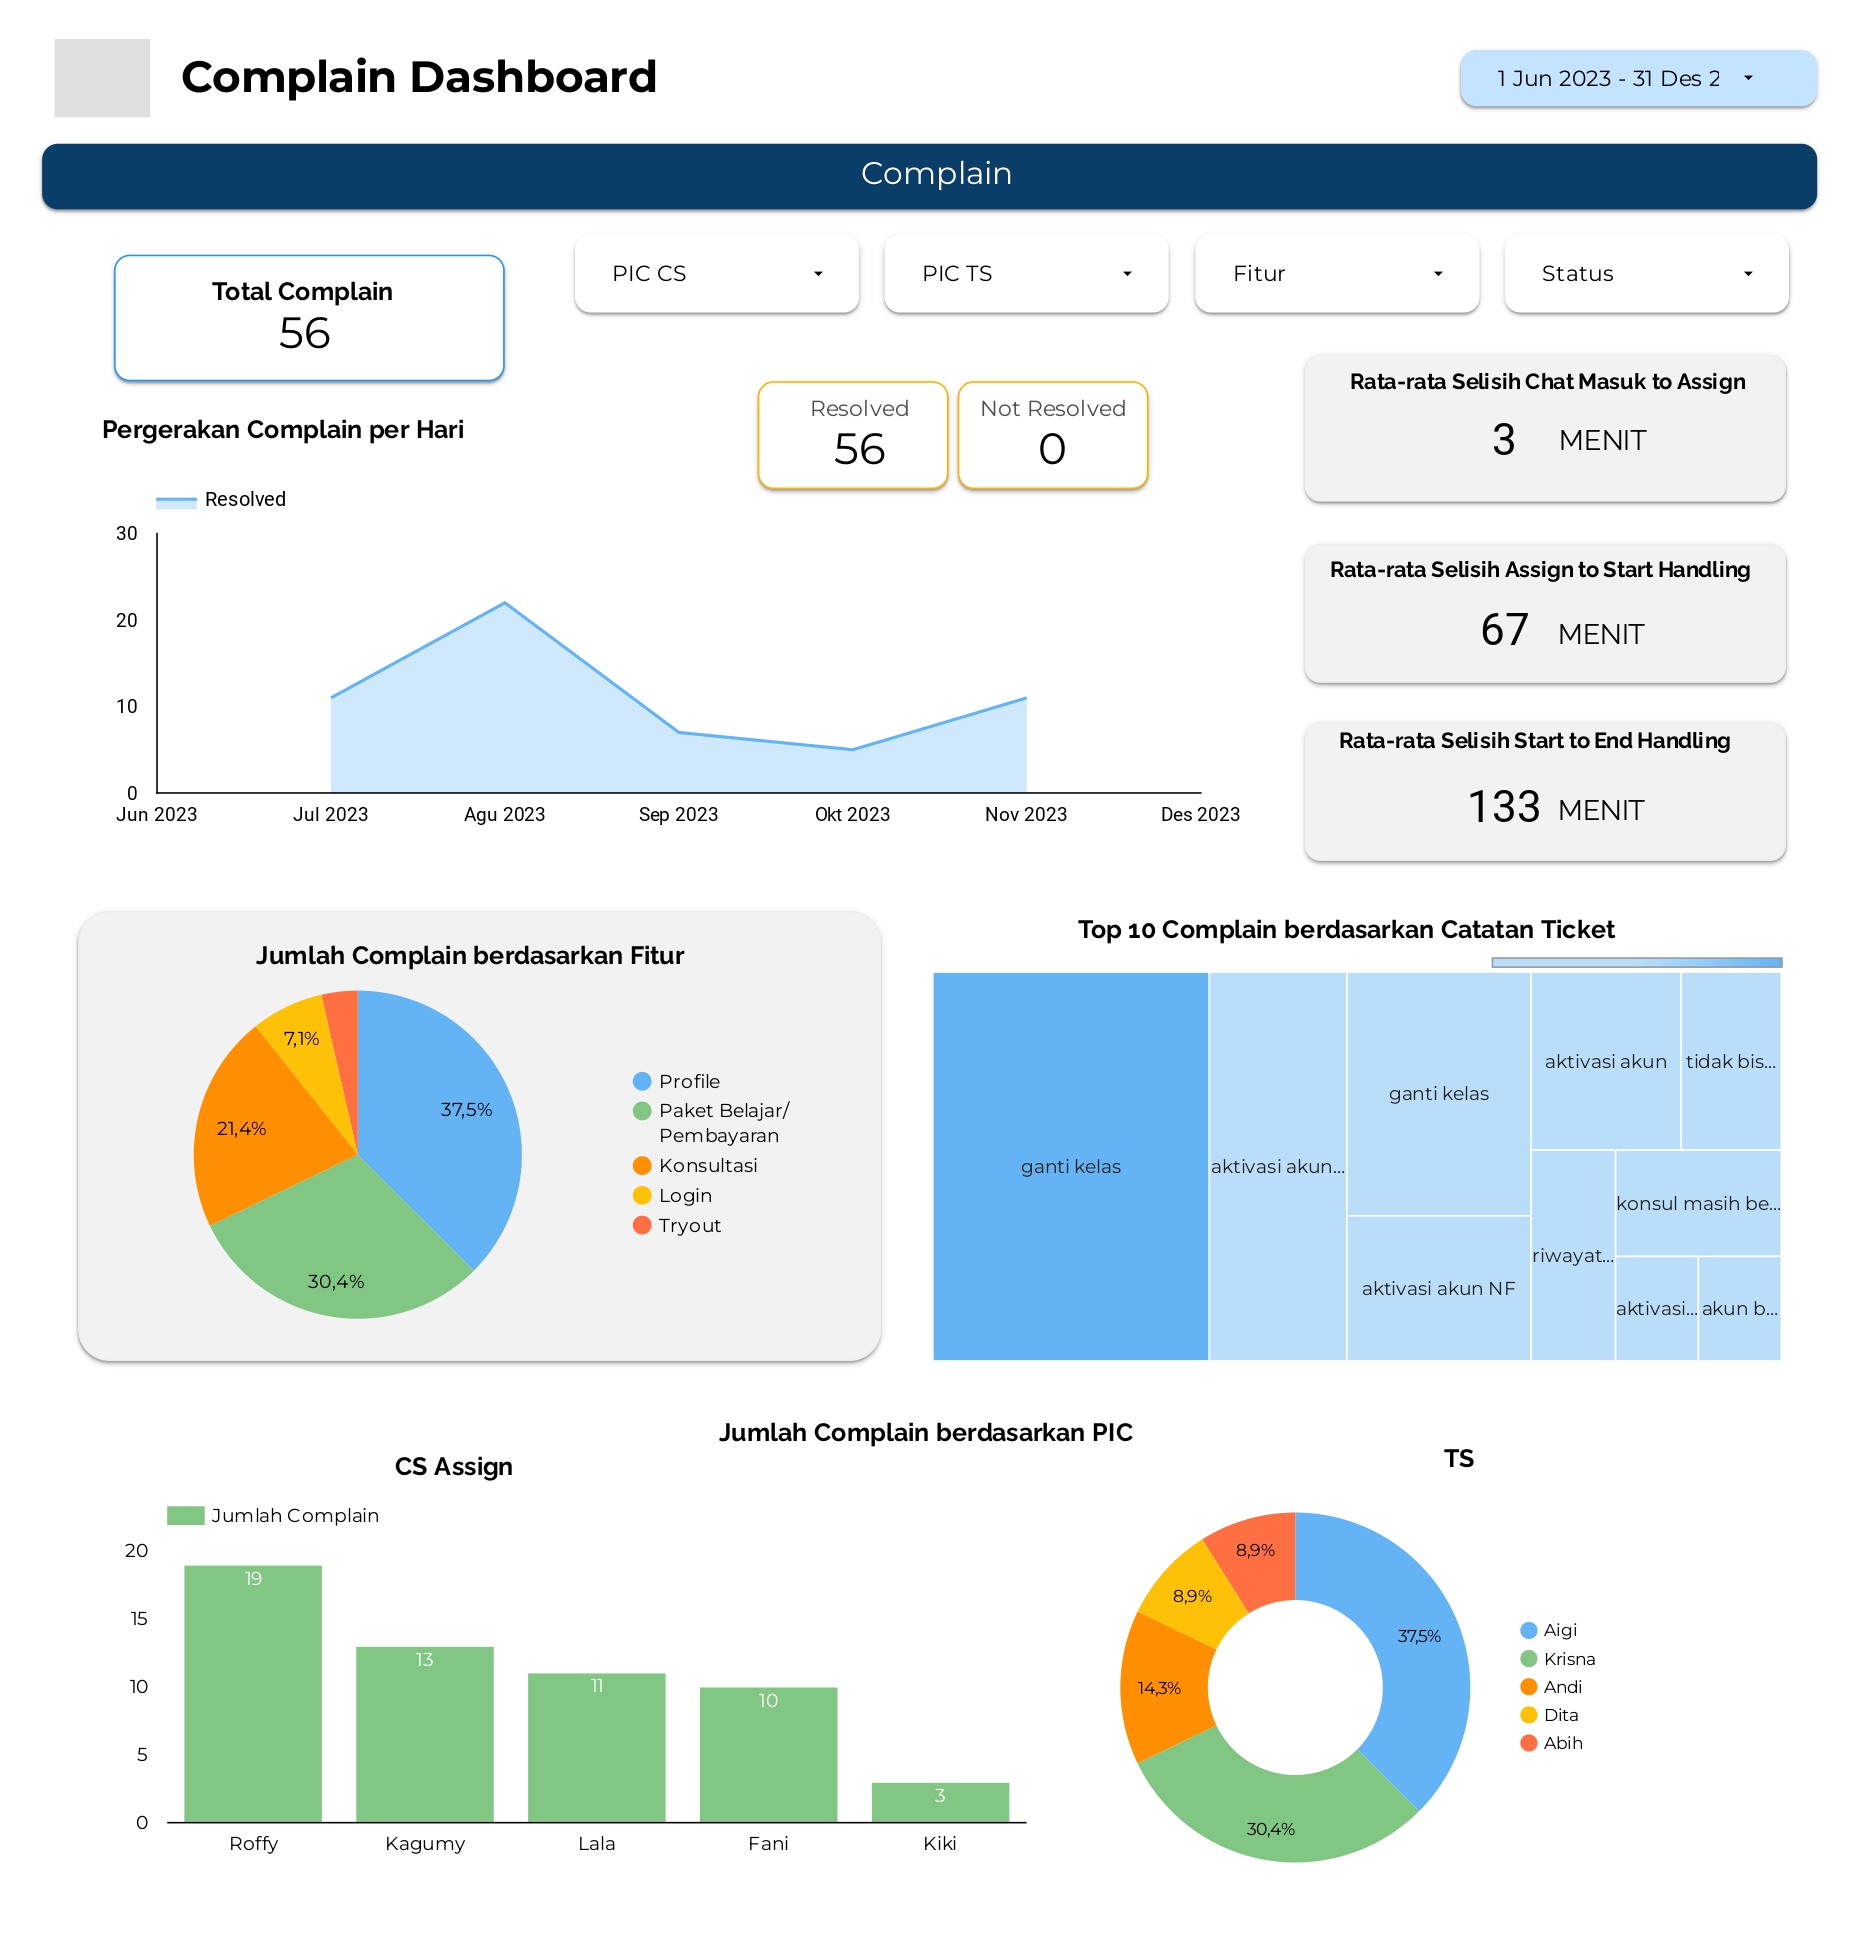 Complain Dashboard
1 Jun 2023 - 31 Des 2
Complain
Total Complain
56
PIC CS
PIC TS
Fitur
Status
Resolved
56
Not Resolved
0
Rata-rata Selisih Chat Masuk to Assign
3 MENIT
Rata-rata Selisih Assign to Start Handling
67 MENIT
Rata-rata Selisih Start to End Handling
133 MENIT
Pergerakan Complain per Hari
Resolved
30
20
10
0
Jun 2023
Jul 2023
Agu 2023
Sep 2023
Okt 2023
Nov 2023
Des 2023
Jumlah Complain berdasarkan Fitur
7,1%
37,5%
21,4%
30,4%
Profile
Paket Belajar/
Pembayaran
Konsultasi
Login
Tryout
Top 10 Complain berdasarkan Catatan Ticket
ganti kelas
aktivasi akun...
ganti kelas
aktivasi akun NF
aktivasi akun
tidak bis...
riwayat...
konsul masih be...
aktivasi...
akun b...
Jumlah Complain berdasarkan PIC
CS Assign
Jumlah Complain
20
15
10
5
0
19
13
11
10
3
Roffy
Kagumy
Lala
Fani
Kiki
TS
8,9%
8,9%
37,5%
14,3%
30,4%
Aigi
Krisna
Andi
Dita
Abih